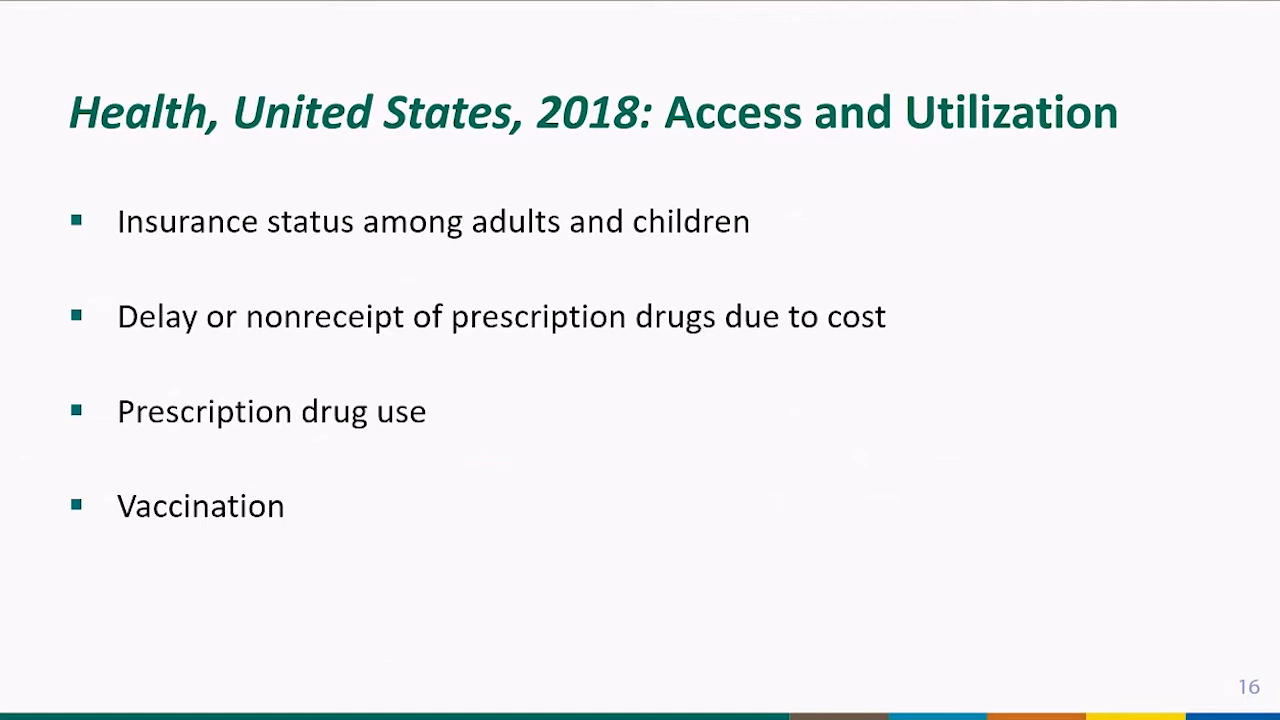 Health, United States, 2018: Access and Utilization
Insurance status among adults and children
Delay or nonreceipt of prescription drugs due to cost
Prescription drug use
Vaccination
16